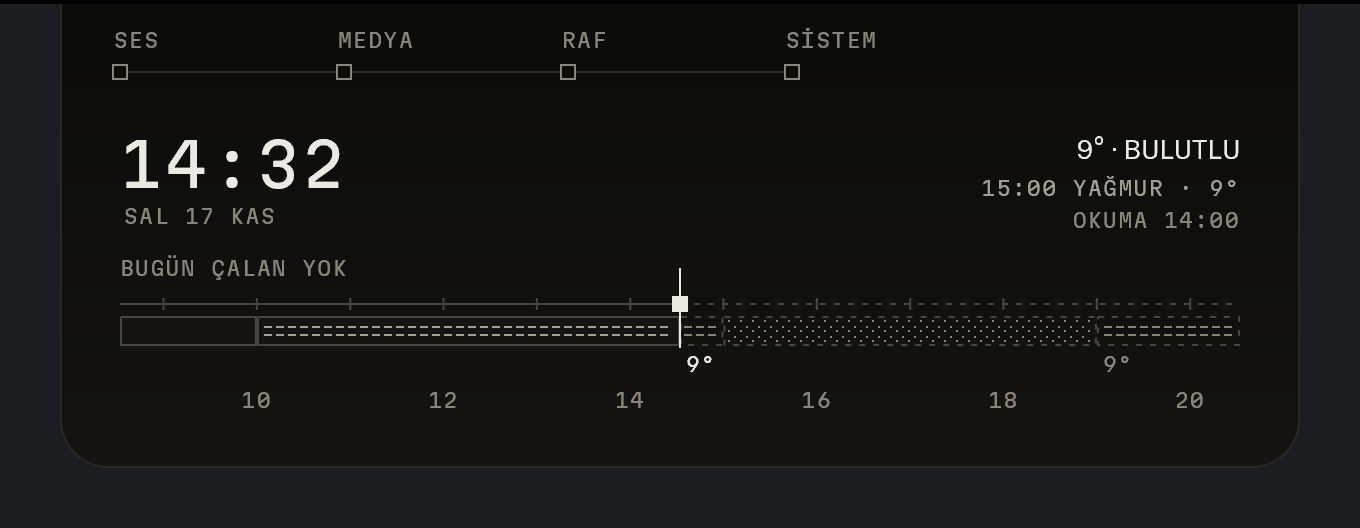 SES MEDYA RAF SİSTEM
14:32
SAL 17 KAS
9° · BULUTLU
15:00 YAĞMUR · 9°
OKUMA 14:00
BUGÜN ÇALAN YOK
9° 9°
10 12 14 16 18 20